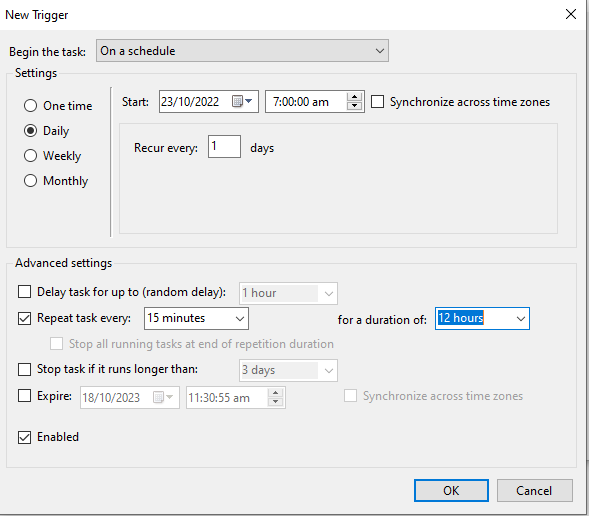 New Trigger
Begin the task: On a schedule
Settings
One time
Start: 23/10/2022 7:00:00 am Synchronize across time zones
Daily
Recur every: 1 days
Weekly
Monthly
Advanced settings
Delay task for up to (random delay): 1 hour
Repeat task every: 15 minutes for a duration of: 12 hours
Stop all running tasks at end of repetition duration
Stop task if it runs longer than: 3 days
Expire: 18/10/2023 11:30:55 am Synchronize across time zones
Enabled
OK Cancel